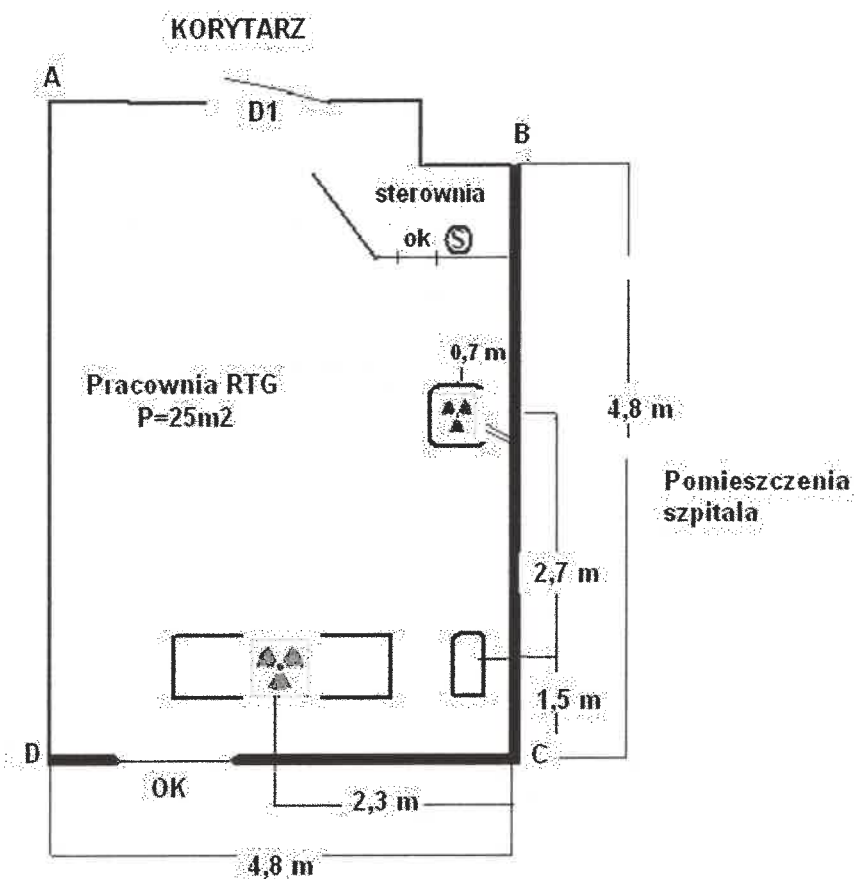 KORYTARZ
A
D1
B
sterownia
ok S
0,7 m
Pracownia RTG
P=25m2
4,8 m
Pomieszczenia
szpitala
2,7 m
1,5 m
D
C
OK
2,3 m
4,8 m